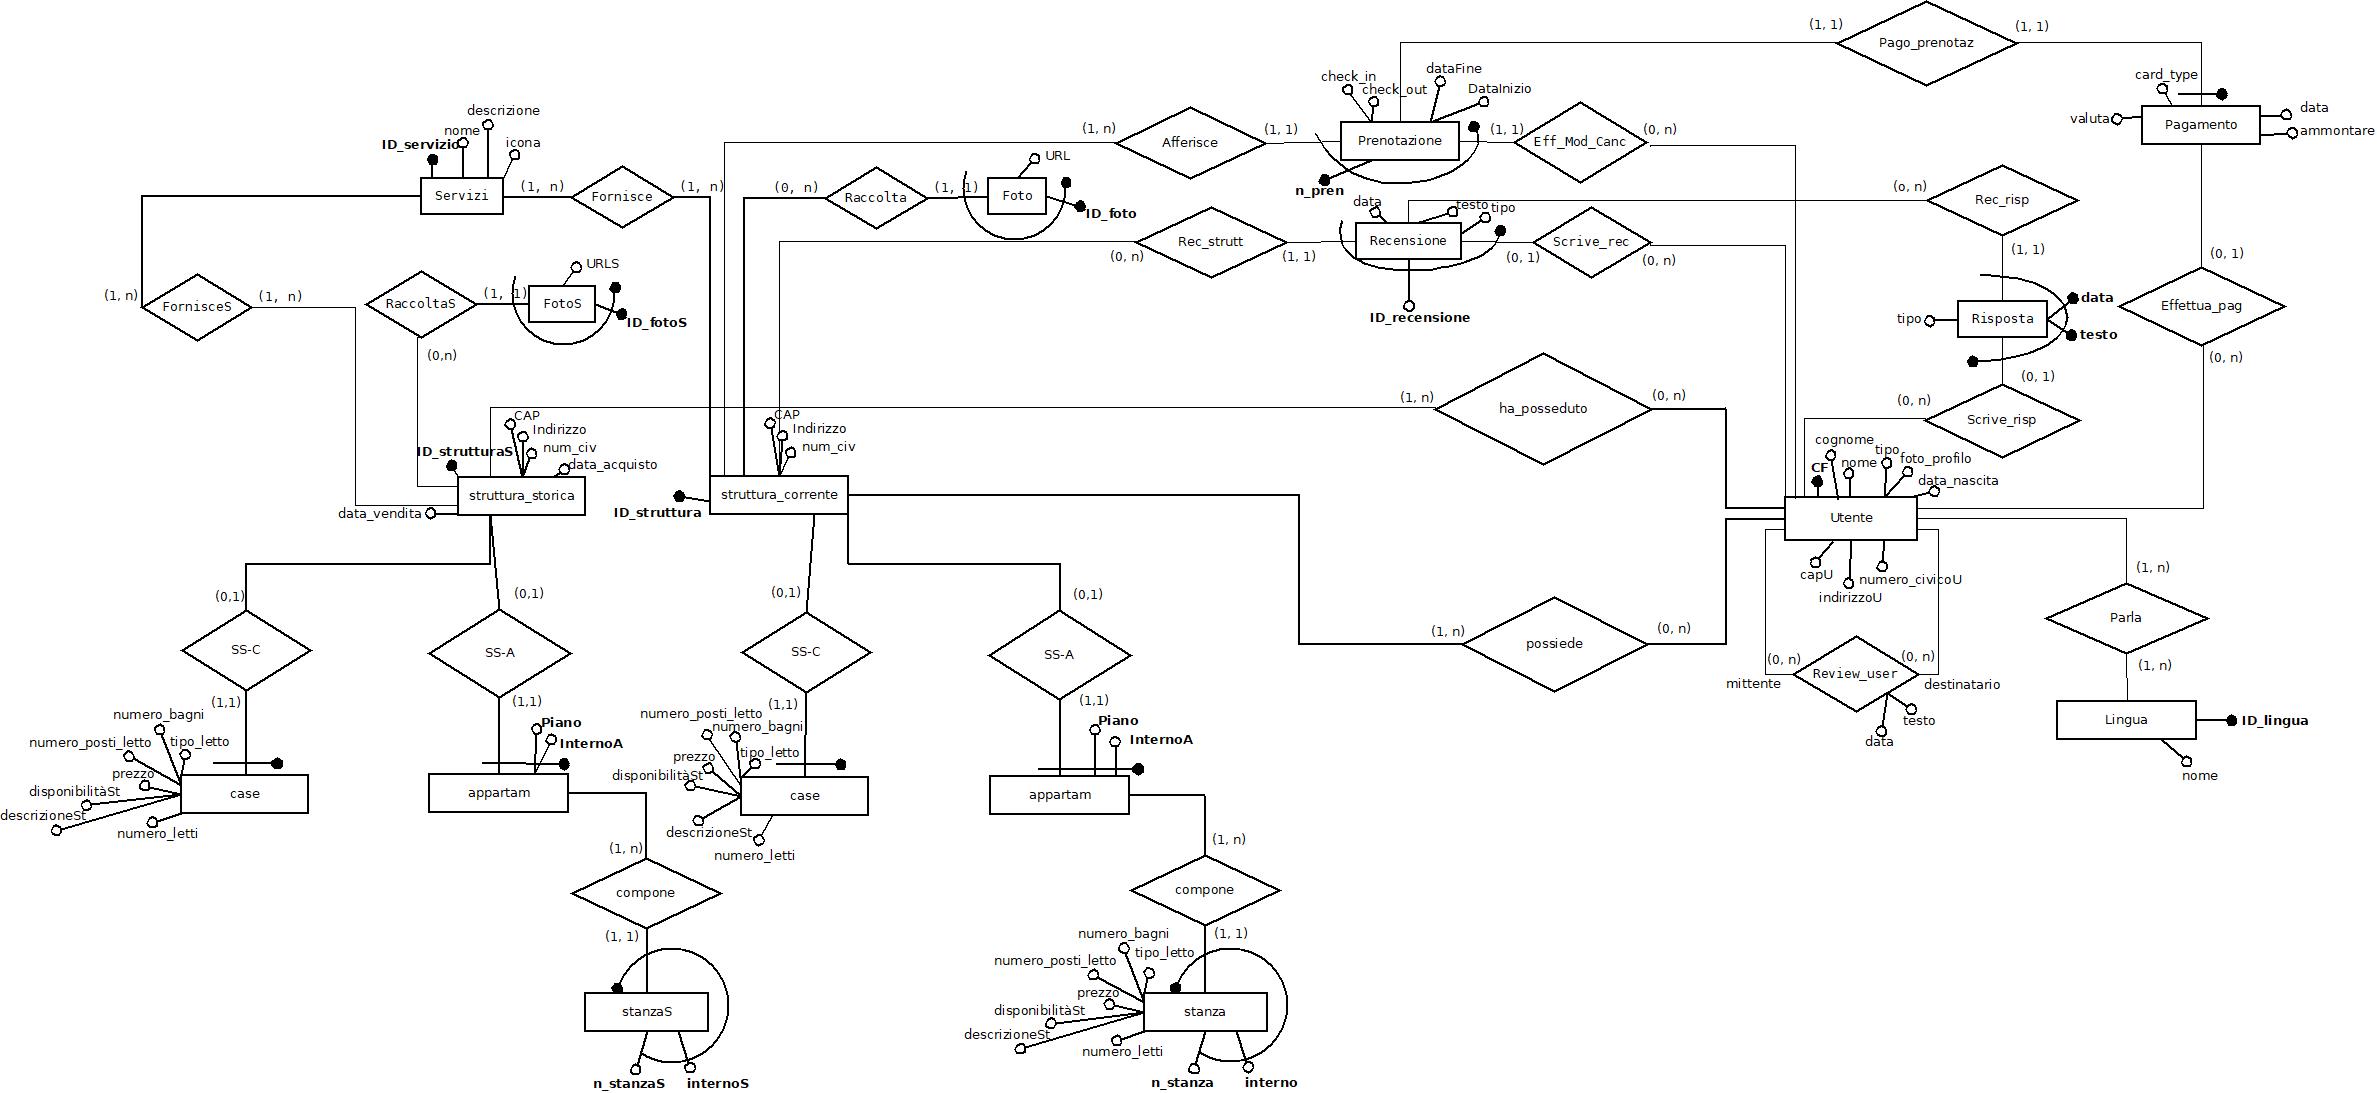 (1, 1)
Pago_prenotaz
(1, 1)
check_in
dataFine
check_out
DataInizio
card_type
data
valuta
Pagamento
ammontare
descrizione
nome
ID_servizio
icona
(1, n)
Afferisce
(1, 1)
Prenotazione
(1, 1)
Eff_Mod_Canc
(0, n)
n_pren
URL
Servizi
(1, n)
Fornisce
(1, n)
(0, n)
Raccolta
(1, 1)
Foto
ID_foto
data
testo
tipo
(o, n)
Rec_risp
(0, n)
Rec_strutt
(1, 1)
Recensione
(0, 1)
Scrive_rec
(0, n)
(1, 1)
(0, 1)
URLS
(1, n)
FornisceS
(1, n)
RaccoltaS
(1, 1)
FotoS
ID_fotoS
ID_recensione
tipo
Risposta
data
testo
Effettua_pag
(0,n)
(0, n)
(0, 1)
(1, n)
ha_posseduto
(0, n)
(0, n)
Scrive_risp
CAP
Indirizzo
num_civ
ID_strutturaS
data_acquisto
CAP
Indirizzo
num_civ
cognome
tipo
nome
foto_profilo
CF
data_nascita
struttura_storica
data_vendita
struttura_corrente
ID_struttura
Utente
capU
numero_civicoU
indirizzoU
(1, n)
(0,1)
(0,1)
(0,1)
(0,1)
Parla
(1, n)
possiede
(0, n)
SS-C
SS-A
SS-C
SS-A
(0, n)
Review_user
(0, n)
(1, n)
mittente
destinatario
(1,1)
(1,1)
(1,1)
(1,1)
testo
data
Lingua
ID_lingua
nome
numero_bagni
numero_posti_letto
tipo_letto
prezzo
disponibilitàSt
descrizioneSt
numero_letti
case
Piano
InternoA
appartam
numero_posti_letto
numero_bagni
prezzo
tipo_letto
disponibilitàSt
descrizioneSt
numero_letti
case
Piano
InternoA
appartam
(1, n)
compone
(1, 1)
stanzaS
n_stanzaS
internoS
(1, n)
compone
(1, 1)
numero_bagni
tipo_letto
numero_posti_letto
prezzo
disponibilitàSt
descrizioneSt
numero_letti
stanza
n_stanza
interno